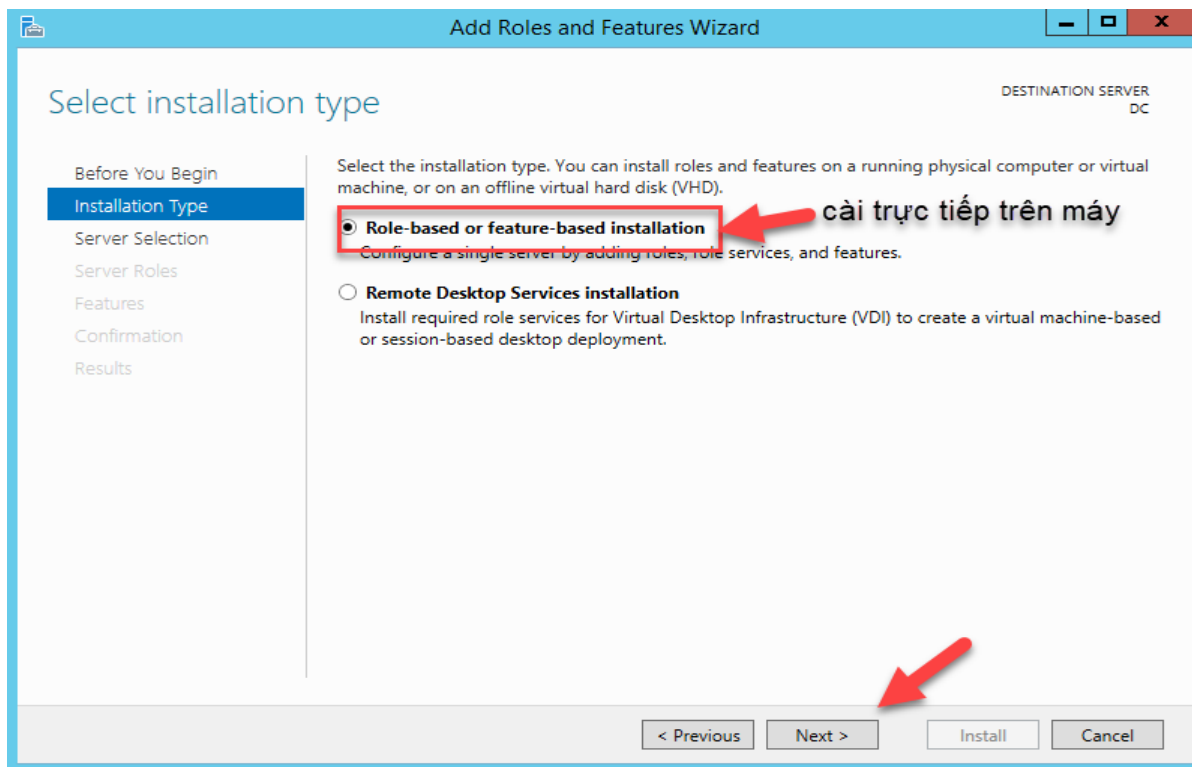 Add Roles and Features Wizard
Select installation type
DESTINATION SERVER
DC
Before You Begin
Installation Type
Server Selection
Server Roles
Features
Confirmation
Results
Select the installation type. You can install roles and features on a running physical computer or virtual
machine, or on an offline virtual hard disk (VHD).
Role-based or feature-based installation
cài trực tiếp trên máy
Configure a single server by adding roles, role services, and features.
Remote Desktop Services installation
Install required role services for Virtual Desktop Infrastructure (VDI) to create a virtual machine-based
or session-based desktop deployment.
< Previous
Next >
Install
Cancel